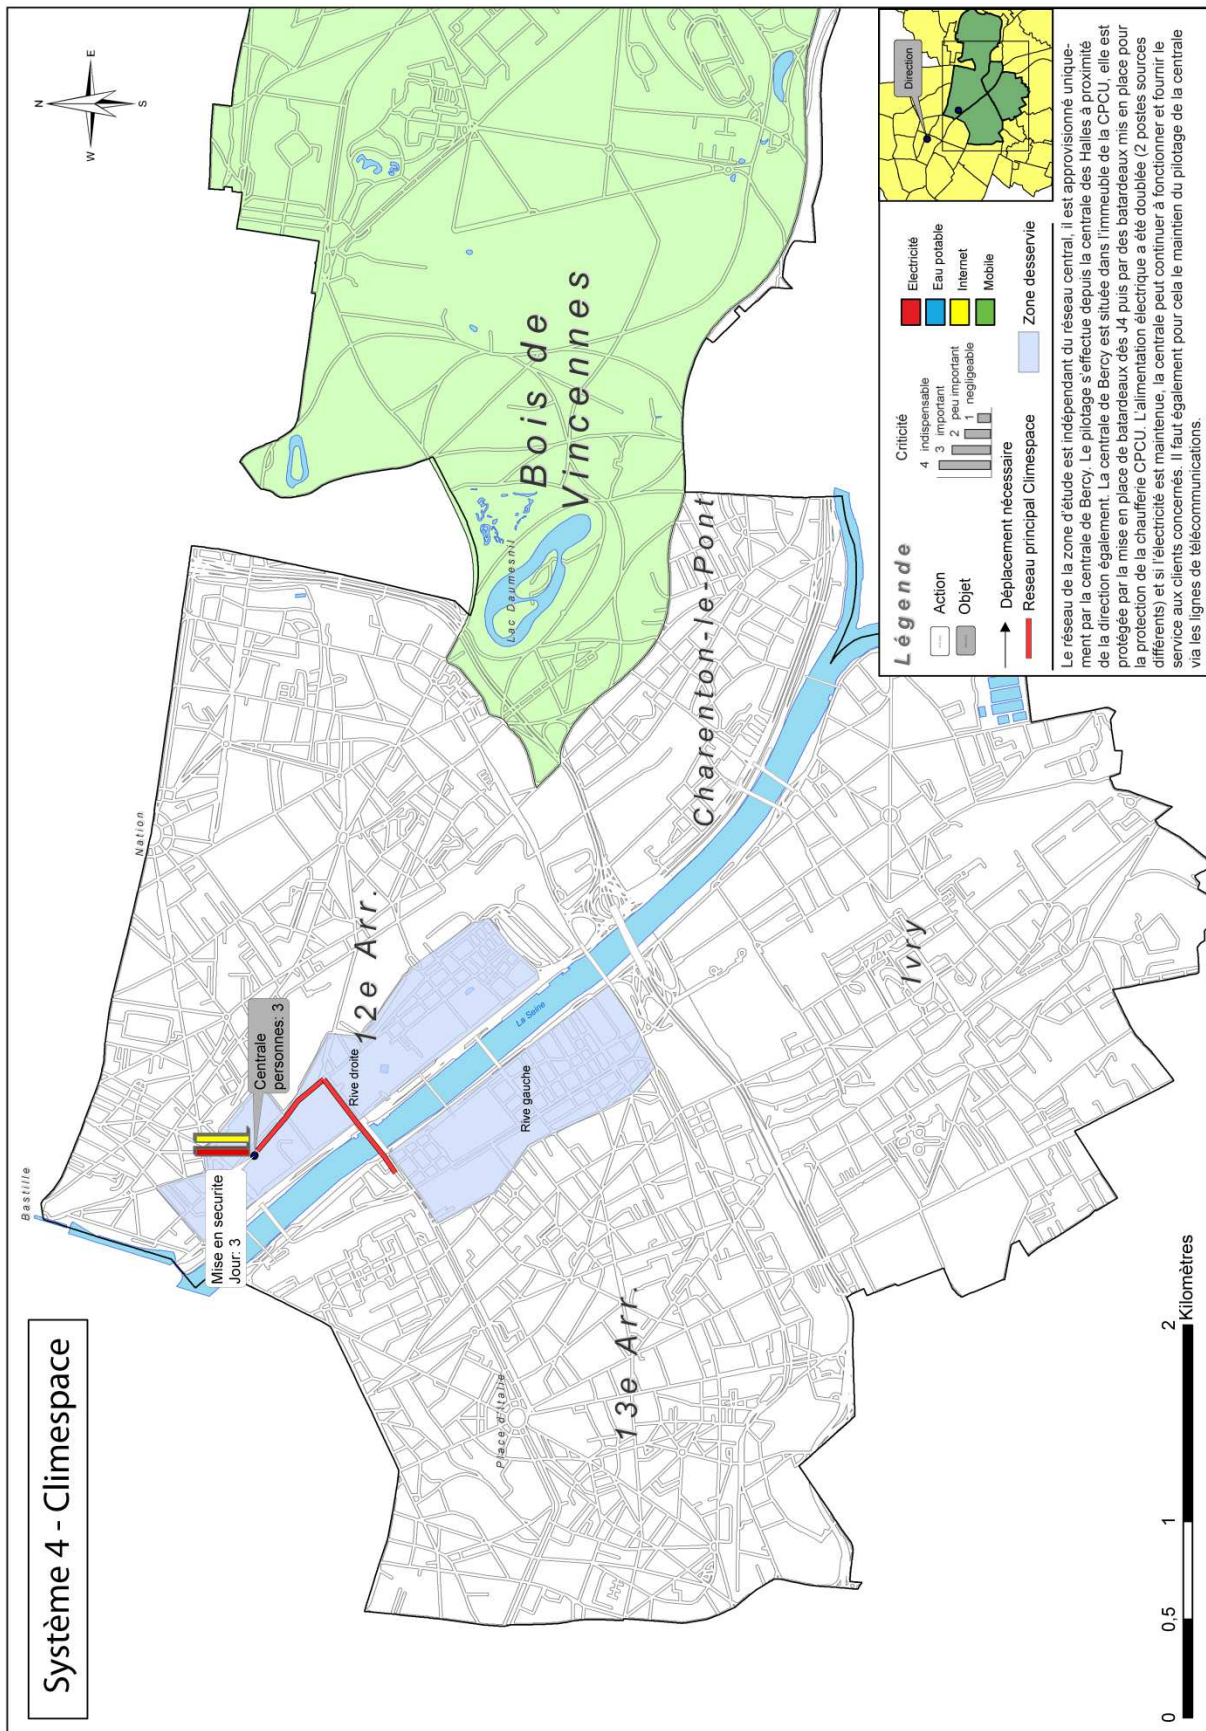 Système 4 - Climespace
N
W
E
S
Bastille
Nation
Mise en securite
Jour: 3
Centrale
personnes: 3
12e Arr.
Rive droite
La Seine
Rive gauche
Place d'Italie
13e Arr.
Bois de
Vincennes
Lac Daumesnil
Charenton-le-Pont
Ivry
0
0,5
1
2
Kilomètres
Légende
Action
Objet
Déplacement nécessaire
Reseau principal Climespace
Criticité
4 indispensable
3 important
2 peu important
1 negligeable
Electricité
Eau potable
Internet
Mobile
Zone desservie
Direction
Le réseau de la zone d'étude est indépendant du réseau central, il est approvisionné unique-
ment par la centrale de Bercy. Le pilotage s'effectue depuis la centrale des Halles à proximité
de la direction également. La centrale de Bercy est située dans l'immeuble de la CPCU, elle est
protégée par la mise en place de batardeaux dès J4 puis par des batardeaux mis en place pour
la protection de la chaufferie CPCU. L'alimentation électrique a été doublée (2 postes sources
différents) et si l'électricité est maintenue, la centrale peut continuer à fonctionner et fournir le
service aux clients concernés. Il faut également pour cela le maintien du pilotage de la centrale
via les lignes de télécommunications.